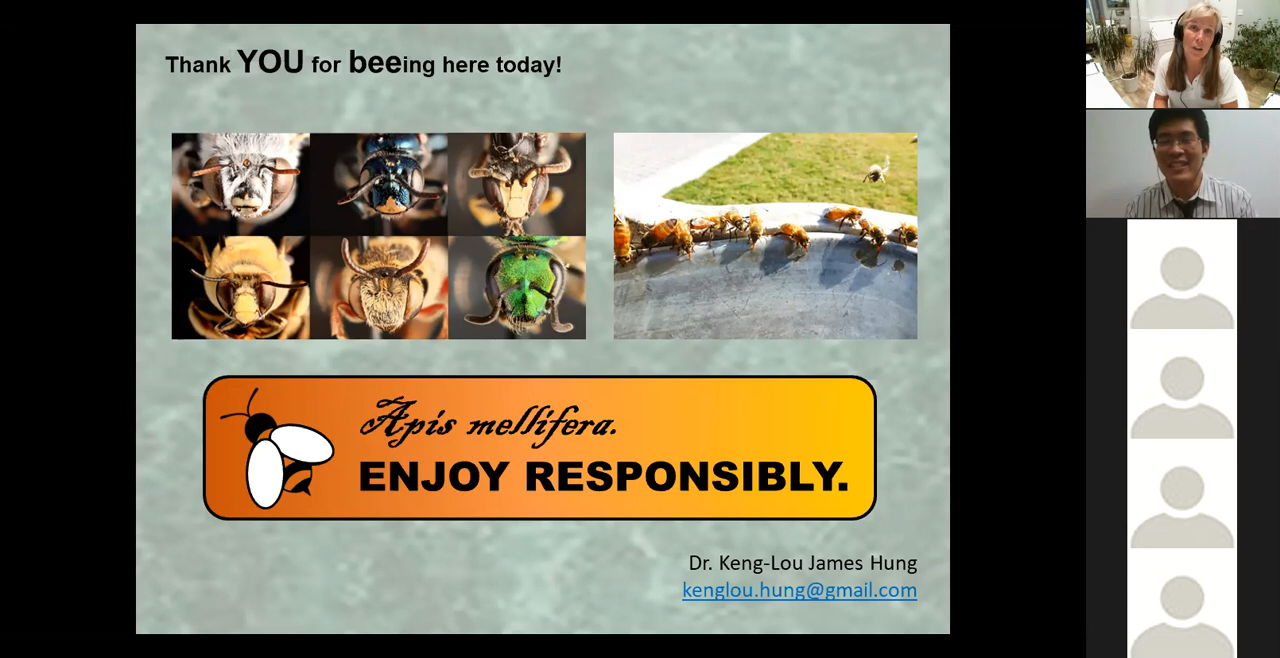 Thank YOU for beeing here today!
Apis mellifera.
ENJOY RESPONSIBLY.
Dr. Keng-Lou James Hung
kenglou.hung@gmail.com